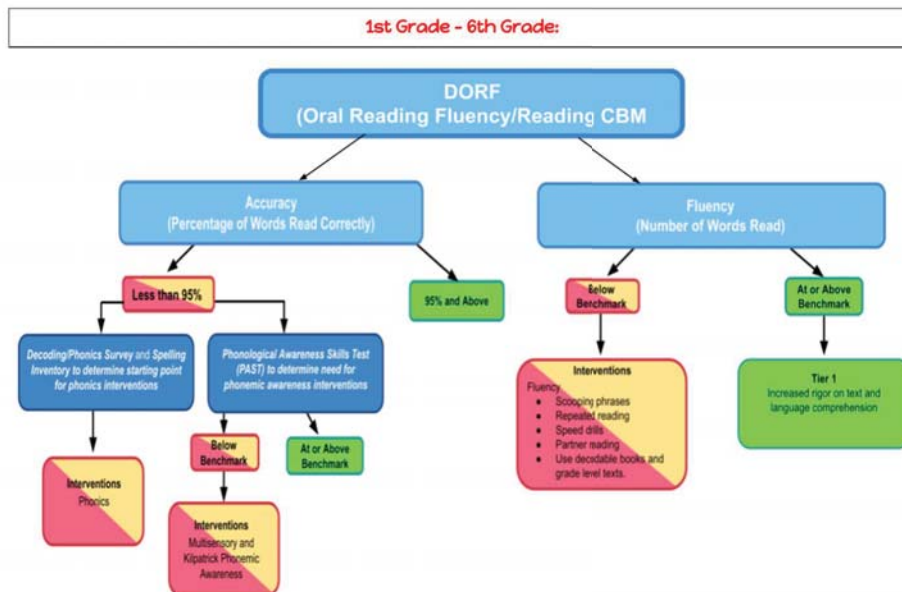 1st Grade - 6th Grade:
DORF
(Oral Reading Fluency/Reading CBM
Accuracy
(Percentage of Words Read Correctly)
Fluency
(Number of Words Read)
Less than 95%
95% and Above
Below
Benchmark
At or Above
Benchmark
Decoding/Phonics Survey and Spelling
Inventory to determine starting point
for phonics interventions
Phonological Awareness Skills Test
(PAST) to determine need for
phonemic awareness interventions
Interventions
Fluency
Scooping phrases
Repeated reading
Speed drills
Partner reading
Use decodable books and
grade level texts.
Tier 1
Increased rigor on text and
language comprehension
Below
Benchmark
At or Above
Benchmark
Interventions
Phonics
Interventions
Multisensory and
Kilpatrick Phonemic
Awareness